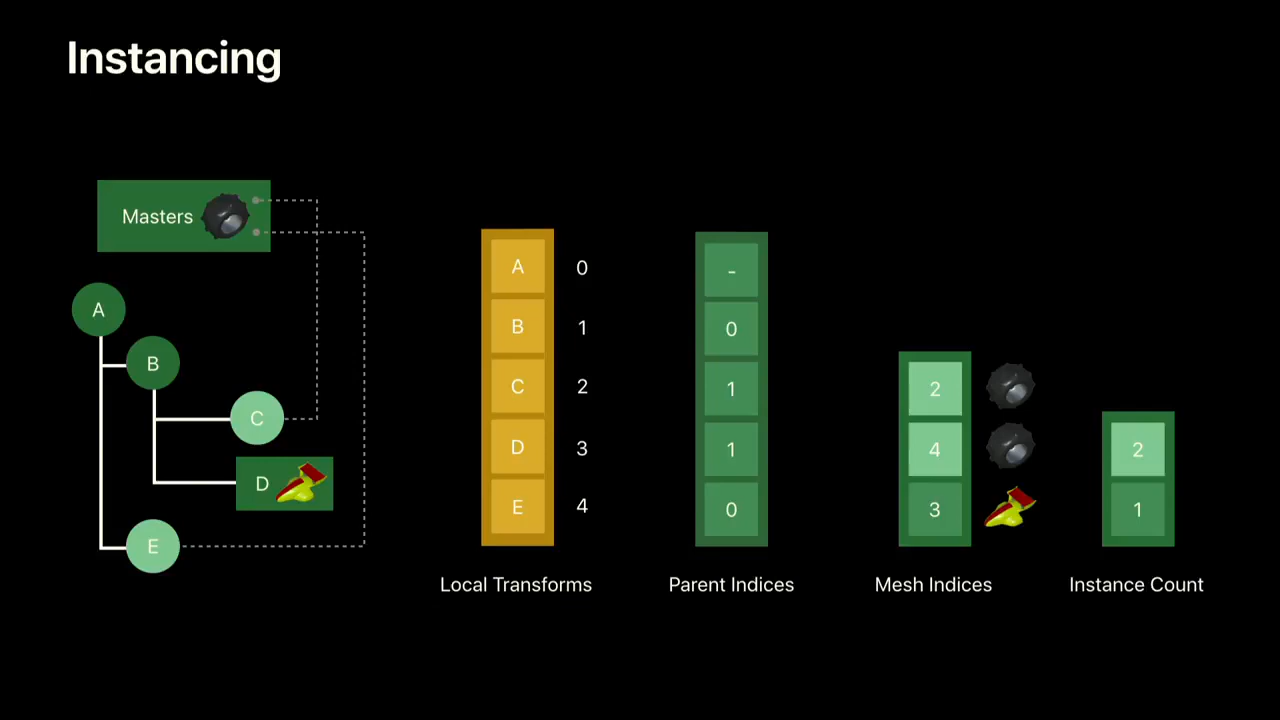 Instancing
Masters
A
B
C
D
E
A 0
B 1
C 2
D 3
E 4
Local Transforms
-
0
1
1
0
Parent Indices
2
4
3
Mesh Indices
2
1
Instance Count